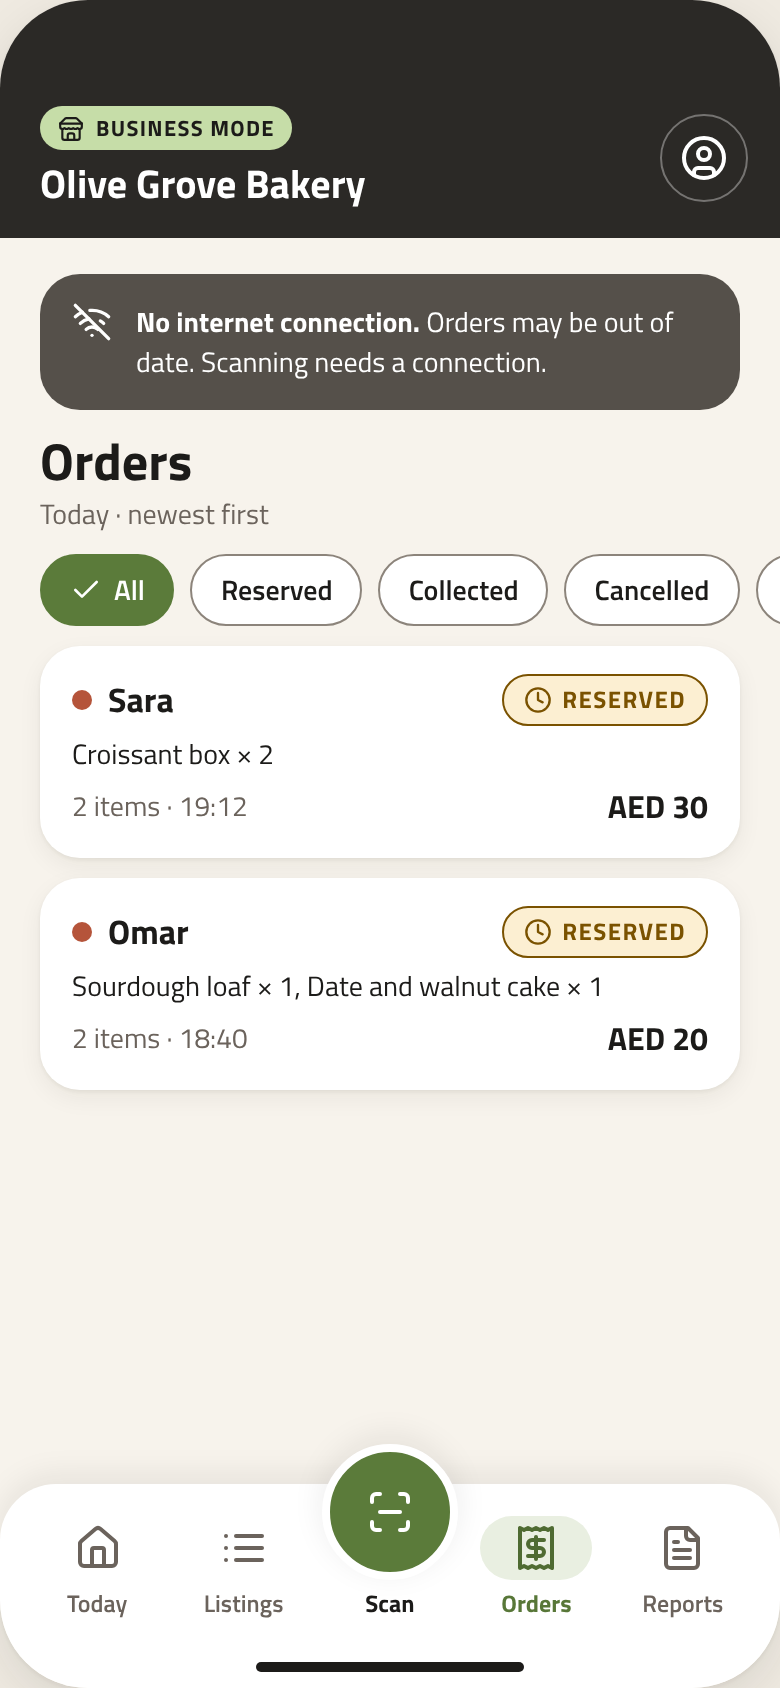 BUSINESS MODE
Olive Grove Bakery
No internet connection. Orders may be out of
date. Scanning needs a connection.
Orders
Today · newest first
All
Reserved
Collected
Cancelled
Sara
RESERVED
Croissant box × 2
2 items · 19:12
AED 30
Omar
RESERVED
Sourdough loaf × 1, Date and walnut cake × 1
2 items · 18:40
AED 20
Today
Listings
Scan
Orders
Reports